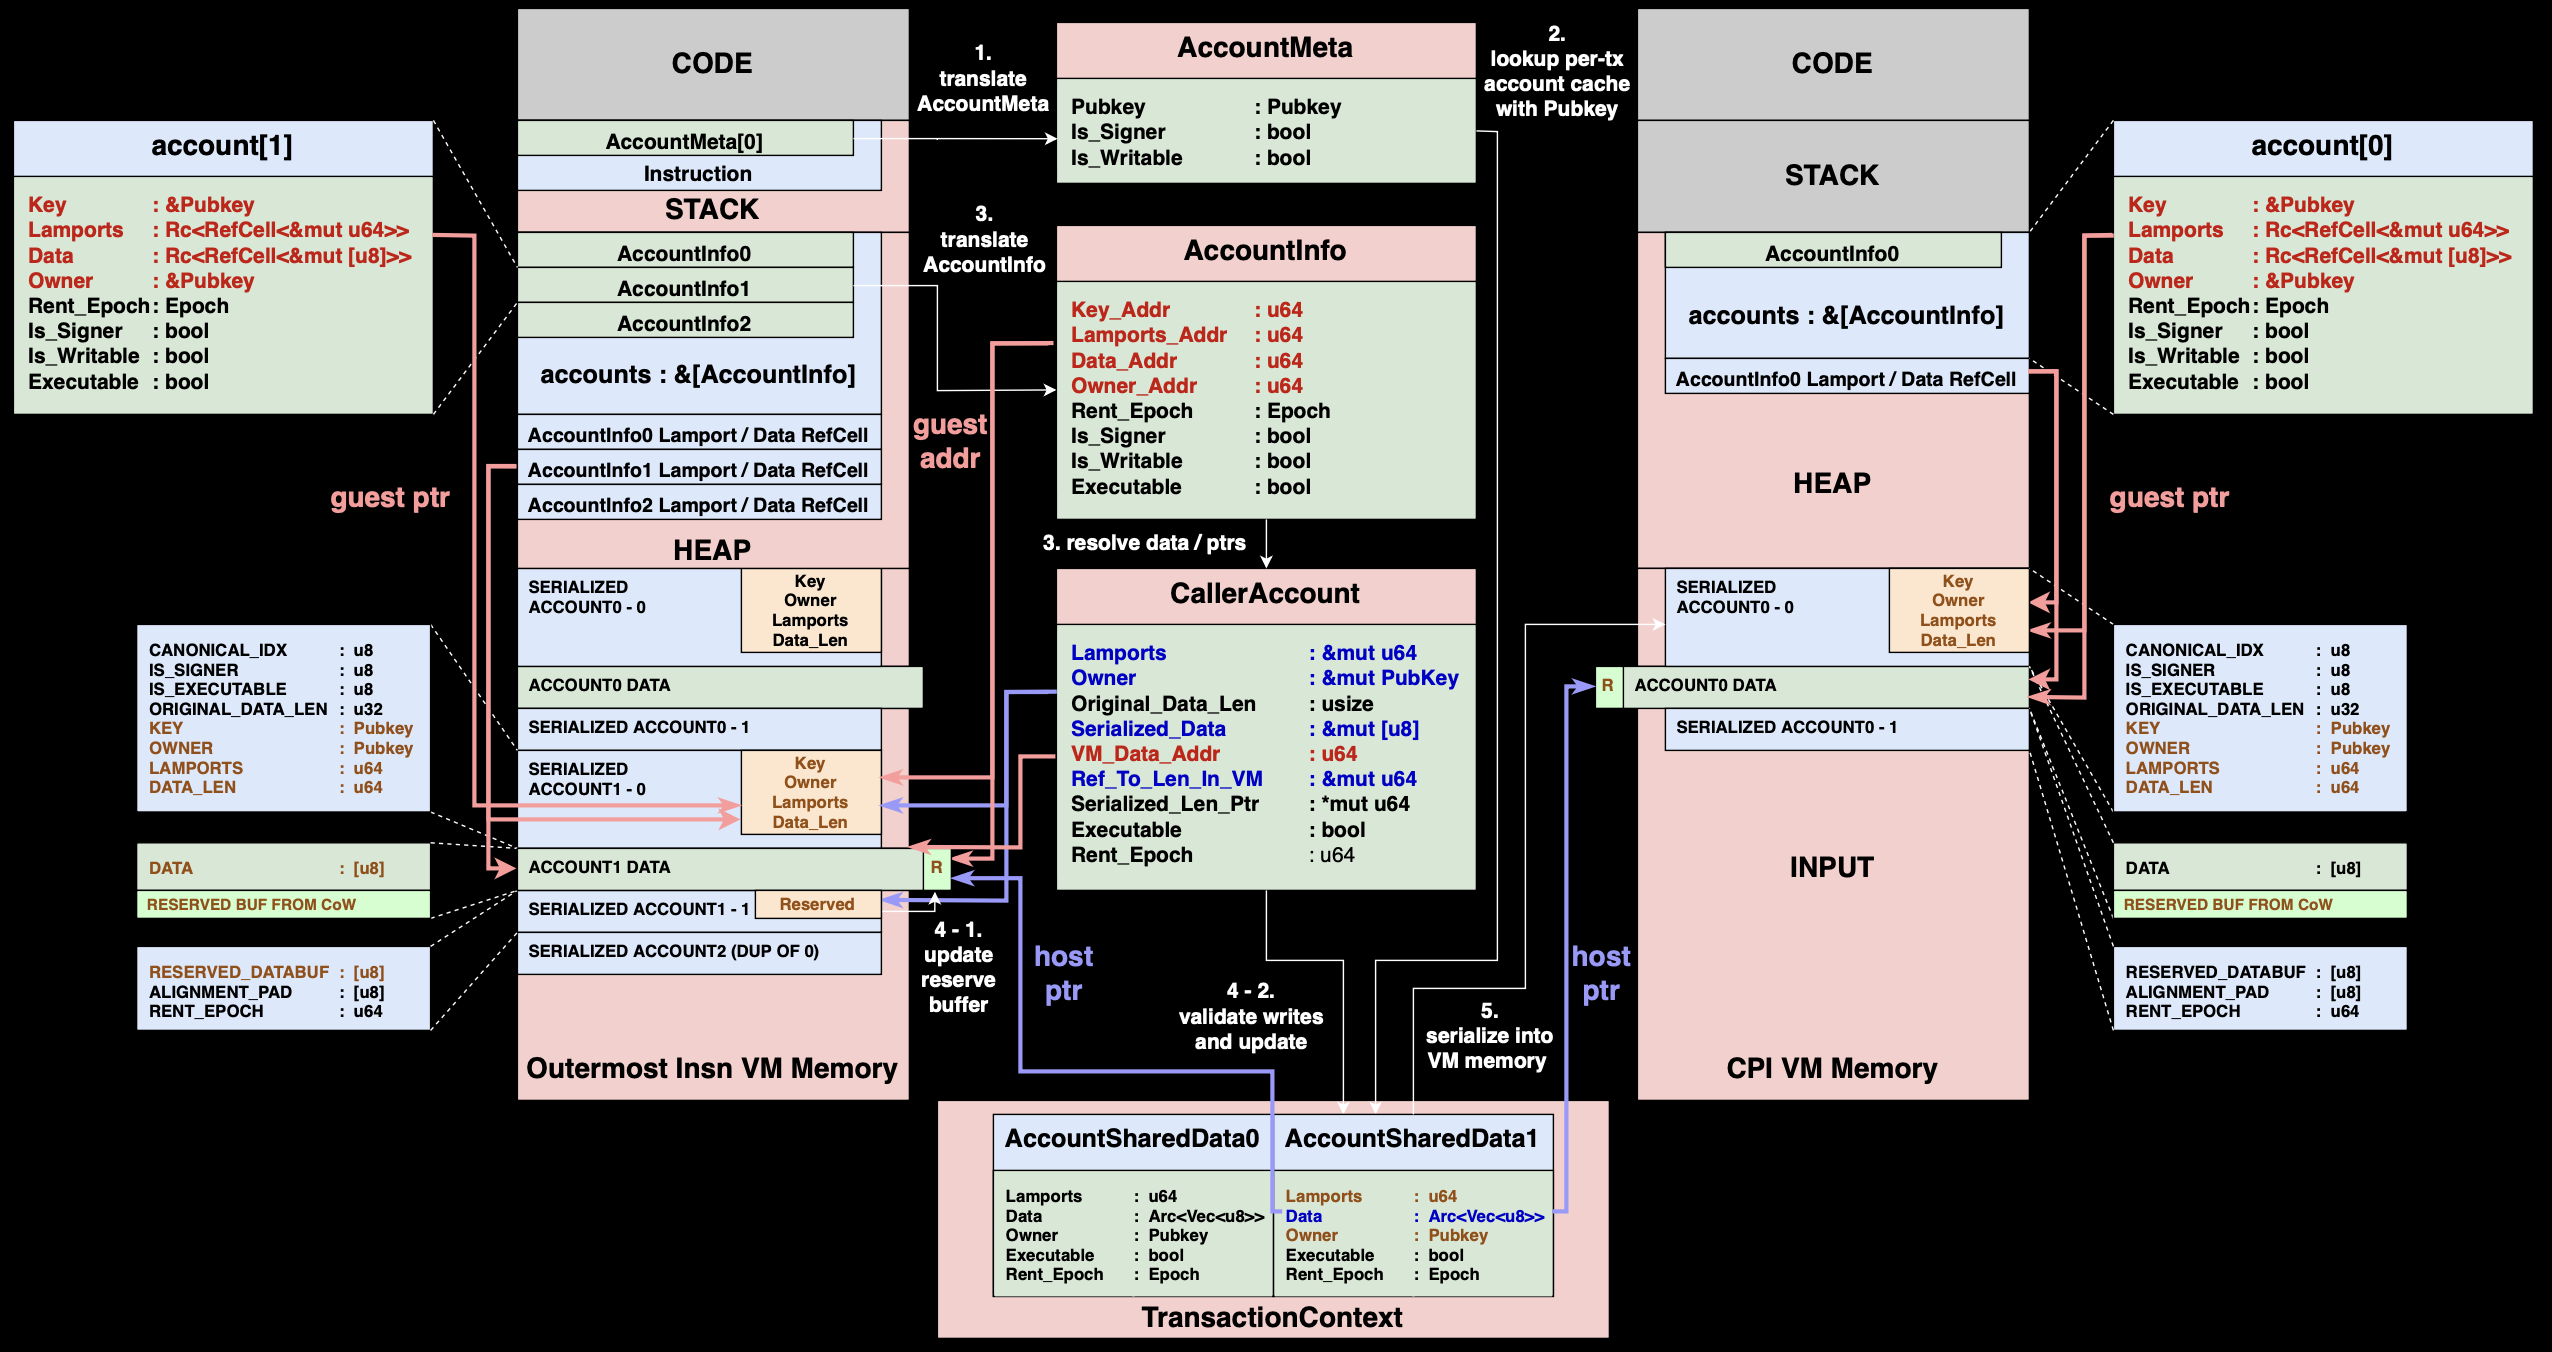 account[1]
Key : &Pubkey
Lamports : Rc<RefCell<&mut u64>>
Data : Rc<RefCell<&mut [u8]>>
Owner : &Pubkey
Rent_Epoch : Epoch
Is_Signer : bool
Is_Writable : bool
Executable : bool
guest ptr
CANONICAL_IDX : u8
IS_SIGNER : u8
IS_EXECUTABLE : u8
ORIGINAL_DATA_LEN : u32
KEY : Pubkey
OWNER : Pubkey
LAMPORTS : u64
DATA_LEN : u64
DATA : [u8]
RESERVED BUF FROM CoW
RESERVED_DATABUF : [u8]
ALIGNMENT_PAD : [u8]
RENT_EPOCH : u64
CODE
AccountMeta[0]
Instruction
STACK
AccountInfo0
AccountInfo1
AccountInfo2
accounts : &[AccountInfo]
AccountInfo0 Lamport / Data RefCell
AccountInfo1 Lamport / Data RefCell
AccountInfo2 Lamport / Data RefCell
HEAP
SERIALIZED
ACCOUNT0 - 0
Key
Owner
Lamports
Data_Len
ACCOUNT0 DATA
SERIALIZED ACCOUNT0 - 1
SERIALIZED
ACCOUNT1 - 0
Key
Owner
Lamports
Data_Len
ACCOUNT1 DATA
R
SERIALIZED ACCOUNT1 - 1
Reserved
SERIALIZED ACCOUNT2 (DUP OF 0)
Outermost Insn VM Memory
1.
translate
AccountMeta
3.
translate
AccountInfo
guest
addr
4 - 1.
update
reserve
buffer
host
ptr
AccountMeta
Pubkey : Pubkey
Is_Signer : bool
Is_Writable : bool
AccountInfo
Key_Addr : u64
Lamports_Addr : u64
Data_Addr : u64
Owner_Addr : u64
Rent_Epoch : Epoch
Is_Signer : bool
Is_Writable : bool
Executable : bool
3. resolve data / ptrs
CallerAccount
Lamports : &mut u64
Owner : &mut PubKey
Original_Data_Len : usize
Serialized_Data : &mut [u8]
VM_Data_Addr : u64
Ref_To_Len_In_VM : &mut u64
Serialized_Len_Ptr : *mut u64
Executable : bool
Rent_Epoch : u64
4 - 2.
validate writes
and update
2.
lookup per-tx
account cache
with Pubkey
5.
serialize into
VM memory
host
ptr
AccountSharedData0
Lamports : u64
Data : Arc<Vec<u8>>
Owner : Pubkey
Executable : bool
Rent_Epoch : Epoch
AccountSharedData1
Lamports : u64
Data : Arc<Vec<u8>>
Owner : Pubkey
Executable : bool
Rent_Epoch : Epoch
TransactionContext
CODE
STACK
AccountInfo0
accounts : &[AccountInfo]
AccountInfo0 Lamport / Data RefCell
HEAP
SERIALIZED
ACCOUNT0 - 0
Key
Owner
Lamports
Data_Len
R
ACCOUNT0 DATA
SERIALIZED ACCOUNT0 - 1
INPUT
CPI VM Memory
account[0]
Key : &Pubkey
Lamports : Rc<RefCell<&mut u64>>
Data : Rc<RefCell<&mut [u8]>>
Owner : &Pubkey
Rent_Epoch : Epoch
Is_Signer : bool
Is_Writable : bool
Executable : bool
guest ptr
CANONICAL_IDX : u8
IS_SIGNER : u8
IS_EXECUTABLE : u8
ORIGINAL_DATA_LEN : u32
KEY : Pubkey
OWNER : Pubkey
LAMPORTS : u64
DATA_LEN : u64
DATA : [u8]
RESERVED BUF FROM CoW
RESERVED_DATABUF : [u8]
ALIGNMENT_PAD : [u8]
RENT_EPOCH : u64